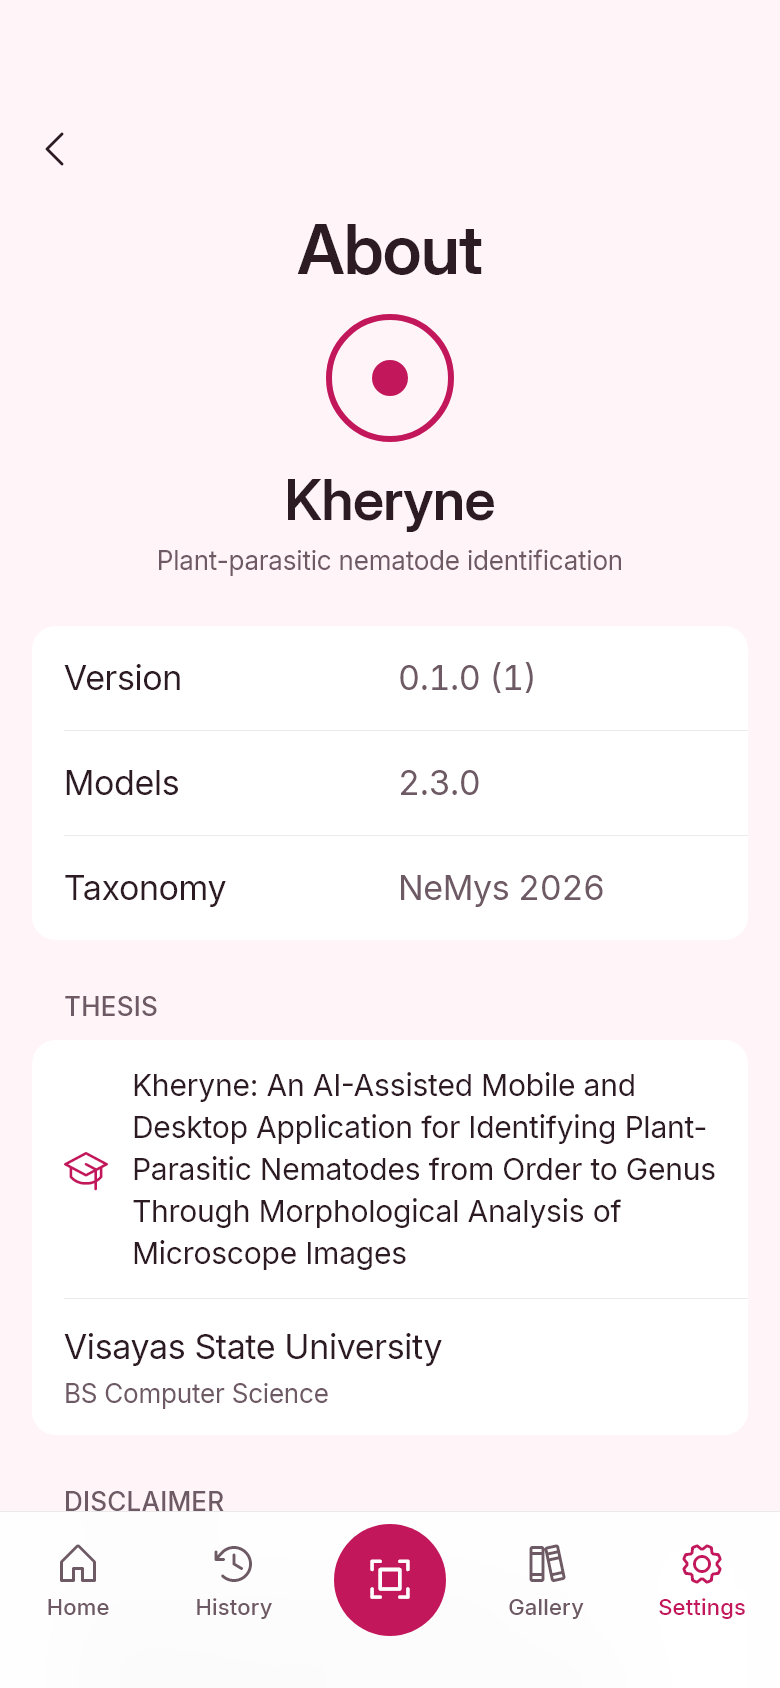 About
Kheryne
Plant-parasitic nematode identification
Version 0.1.0 (1)
Models 2.3.0
Taxonomy NeMys 2026
THESIS
Kheryne: An AI-Assisted Mobile and
Desktop Application for Identifying Plant-
Parasitic Nematodes from Order to Genus
Through Morphological Analysis of
Microscope Images
Visayas State University
BS Computer Science
DISCLAIMER
Home History Gallery Settings